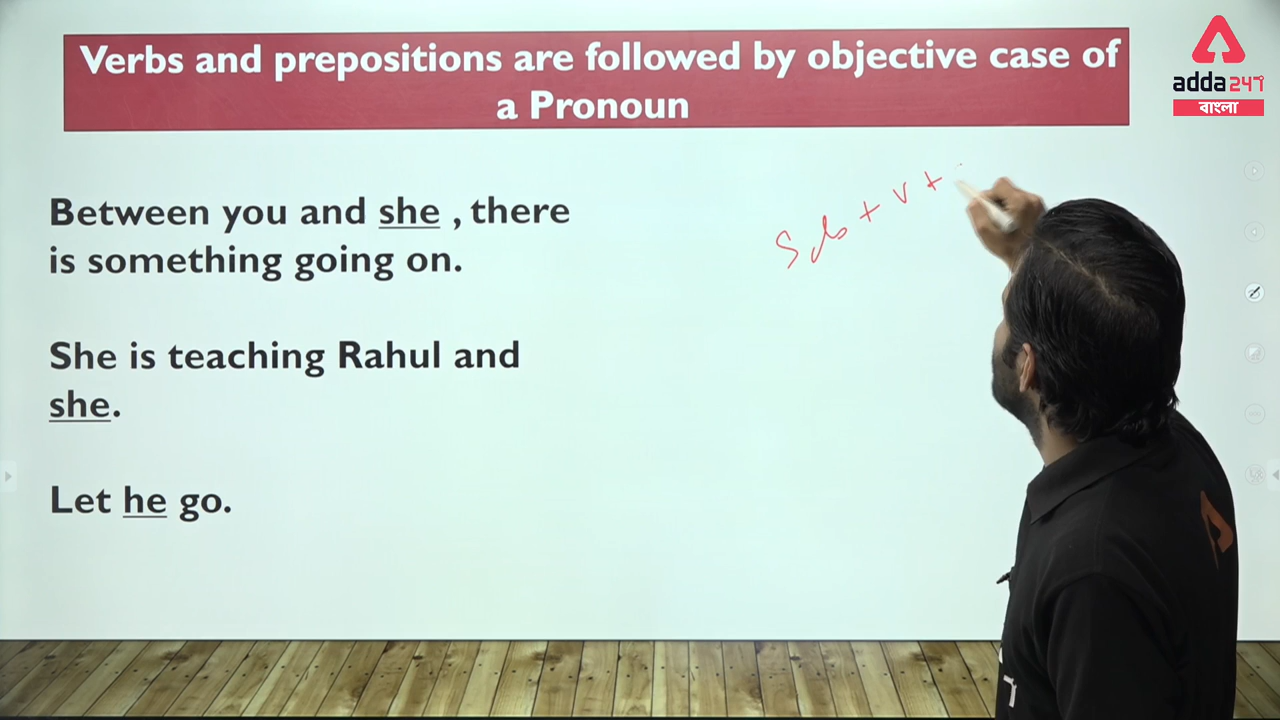 Verbs and prepositions are followed by objective case of
a Pronoun
adda247
বাংলা
Sub + V +
Between you and she , there
is something going on.
She is teaching Rahul and
she.
Let he go.